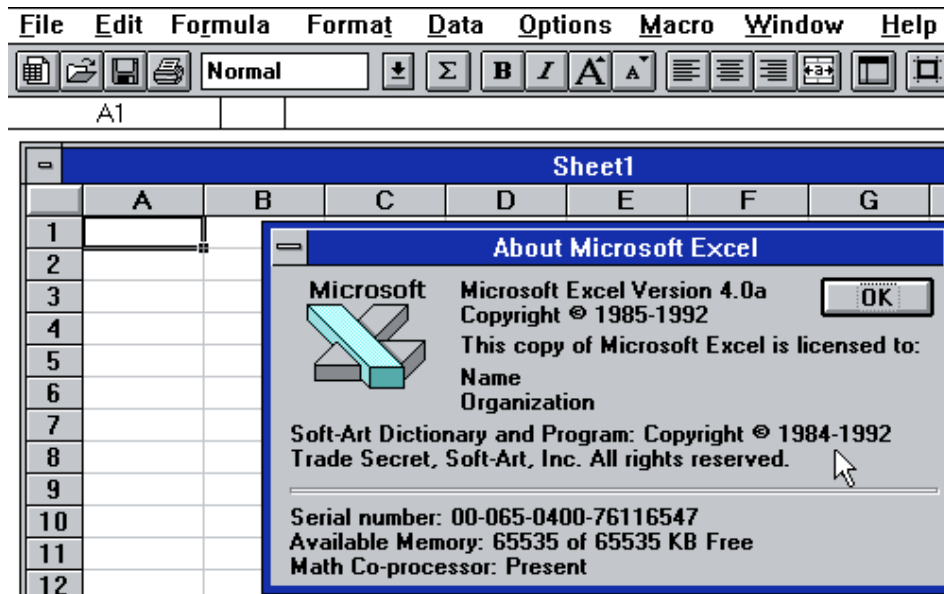 File Edit Formula Format Data Options Macro Window Help
Normal Σ B I A A a
A1
Sheet1
A B C D E F G
1
About Microsoft Excel
2
3
4
5
6
7
8
9
10
11
12
Microsoft
Microsoft Excel Version 4.0a
OK
Copyright © 1985-1992
This copy of Microsoft Excel is licensed to:
Name
Organization
Soft-Art Dictionary and Program: Copyright © 1984-1992
Trade Secret, Soft-Art, Inc. All rights reserved.
Serial number: 00-065-0400-76116547
Available Memory: 65535 of 65535 KB Free
Math Co-processor: Present